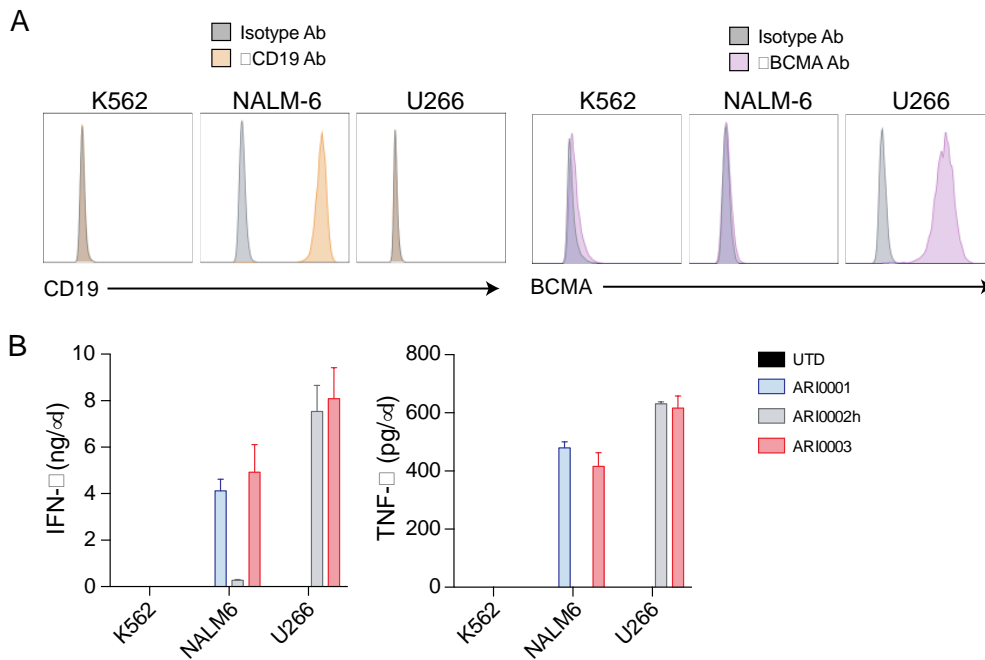 A
Isotype Ab
□CD19 Ab
K562 NALM-6 U266
CD19
Isotype Ab
□BCMA Ab
K562 NALM-6 U266
BCMA
B
IFN-□ (ng/∝d)
10
8
6
4
2
0
K562 NALM6 U266
TNF-□ (pg/∝d)
800
600
400
200
0
K562 NALM6 U266
UTD
ARI0001
ARI0002h
ARI0003